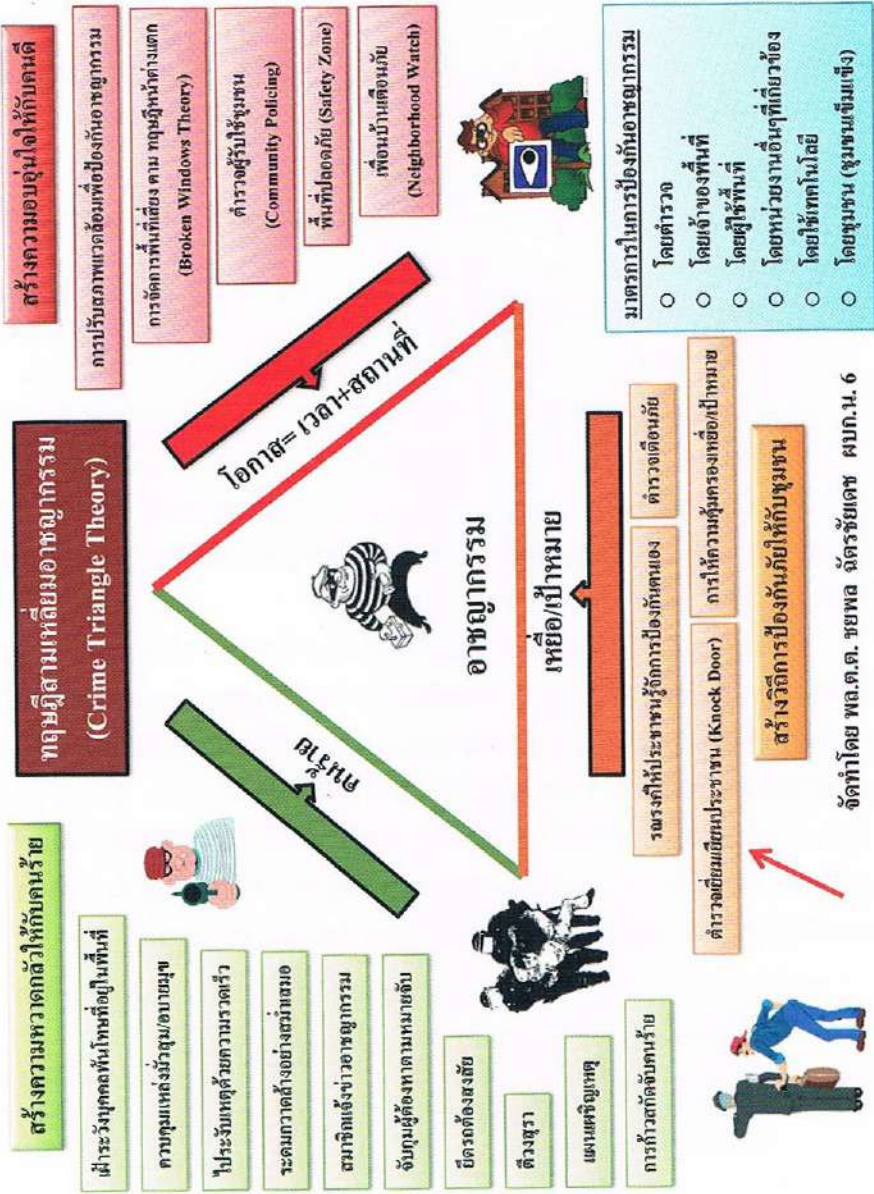 ทฤษฎีสามเหลี่ยมอาชญากรรม
(Crime Triangle Theory)
สร้างความหวาดกลัวให้กับคนร้าย
เฝ้าระวังบุคคลพ้นโทษที่อยู่ในพื้นที่
ควบคุมแหล่งมั่วสุม/อบายมุข
ไประงับเหตุด้วยความรวดเร็ว
ระดมกวาดล้างอย่างสม่ำเสมอ
สมาชิกแจ้งข่าวอาชญากรรม
จับกุมผู้ต้องหาตามหมายจับ
ยึดรถต้องสงสัย
ตีวงสุรา
แผนเผชิญเหตุ
การก้าวสกัดจับคนร้าย
คนร้าย
โอกาส= เวลา+สถานที่
อาชญากรรม
เหยื่อ/เป้าหมาย
สร้างความอบอุ่นใจให้กับคนดี
การปรับสภาพแวดล้อมเพื่อป้องกันอาชญากรรม
การจัดการพื้นที่เสี่ยง ตาม ทฤษฎีหน้าต่างแตก
(Broken Windows Theory)
ตำรวจผู้รับใช้ชุมชน
(Community Policing)
พื้นที่ปลอดภัย (Safety Zone)
เพื่อนบ้านเตือนภัย
(Neighborhood Watch)
รณรงค์ให้ประชาชนรู้จักการป้องกันตนเอง
ตำรวจเตือนภัย
ตำรวจเยี่ยมเยียนประชาชน (Knock Door)
การให้ความคุ้มครองเหยื่อ/เป้าหมาย
สร้างวิถีการป้องกันภัยให้กับชุมชน
มาตรการในการป้องกันอาชญากรรม
○ โดยตำรวจ
○ โดยเจ้าของพื้นที่
○ โดยผู้ใช้พื้นที่
○ โดยหน่วยงานอื่นๆที่เกี่ยวข้อง
○ โดยใช้เทคโนโลยี
○ โดยชุมชน (ชุมชนเข้มแข็ง)
จัดทำโดย พล.ต.ต. ชยพล ฉัตรชัยเดช ผบก.น. 6